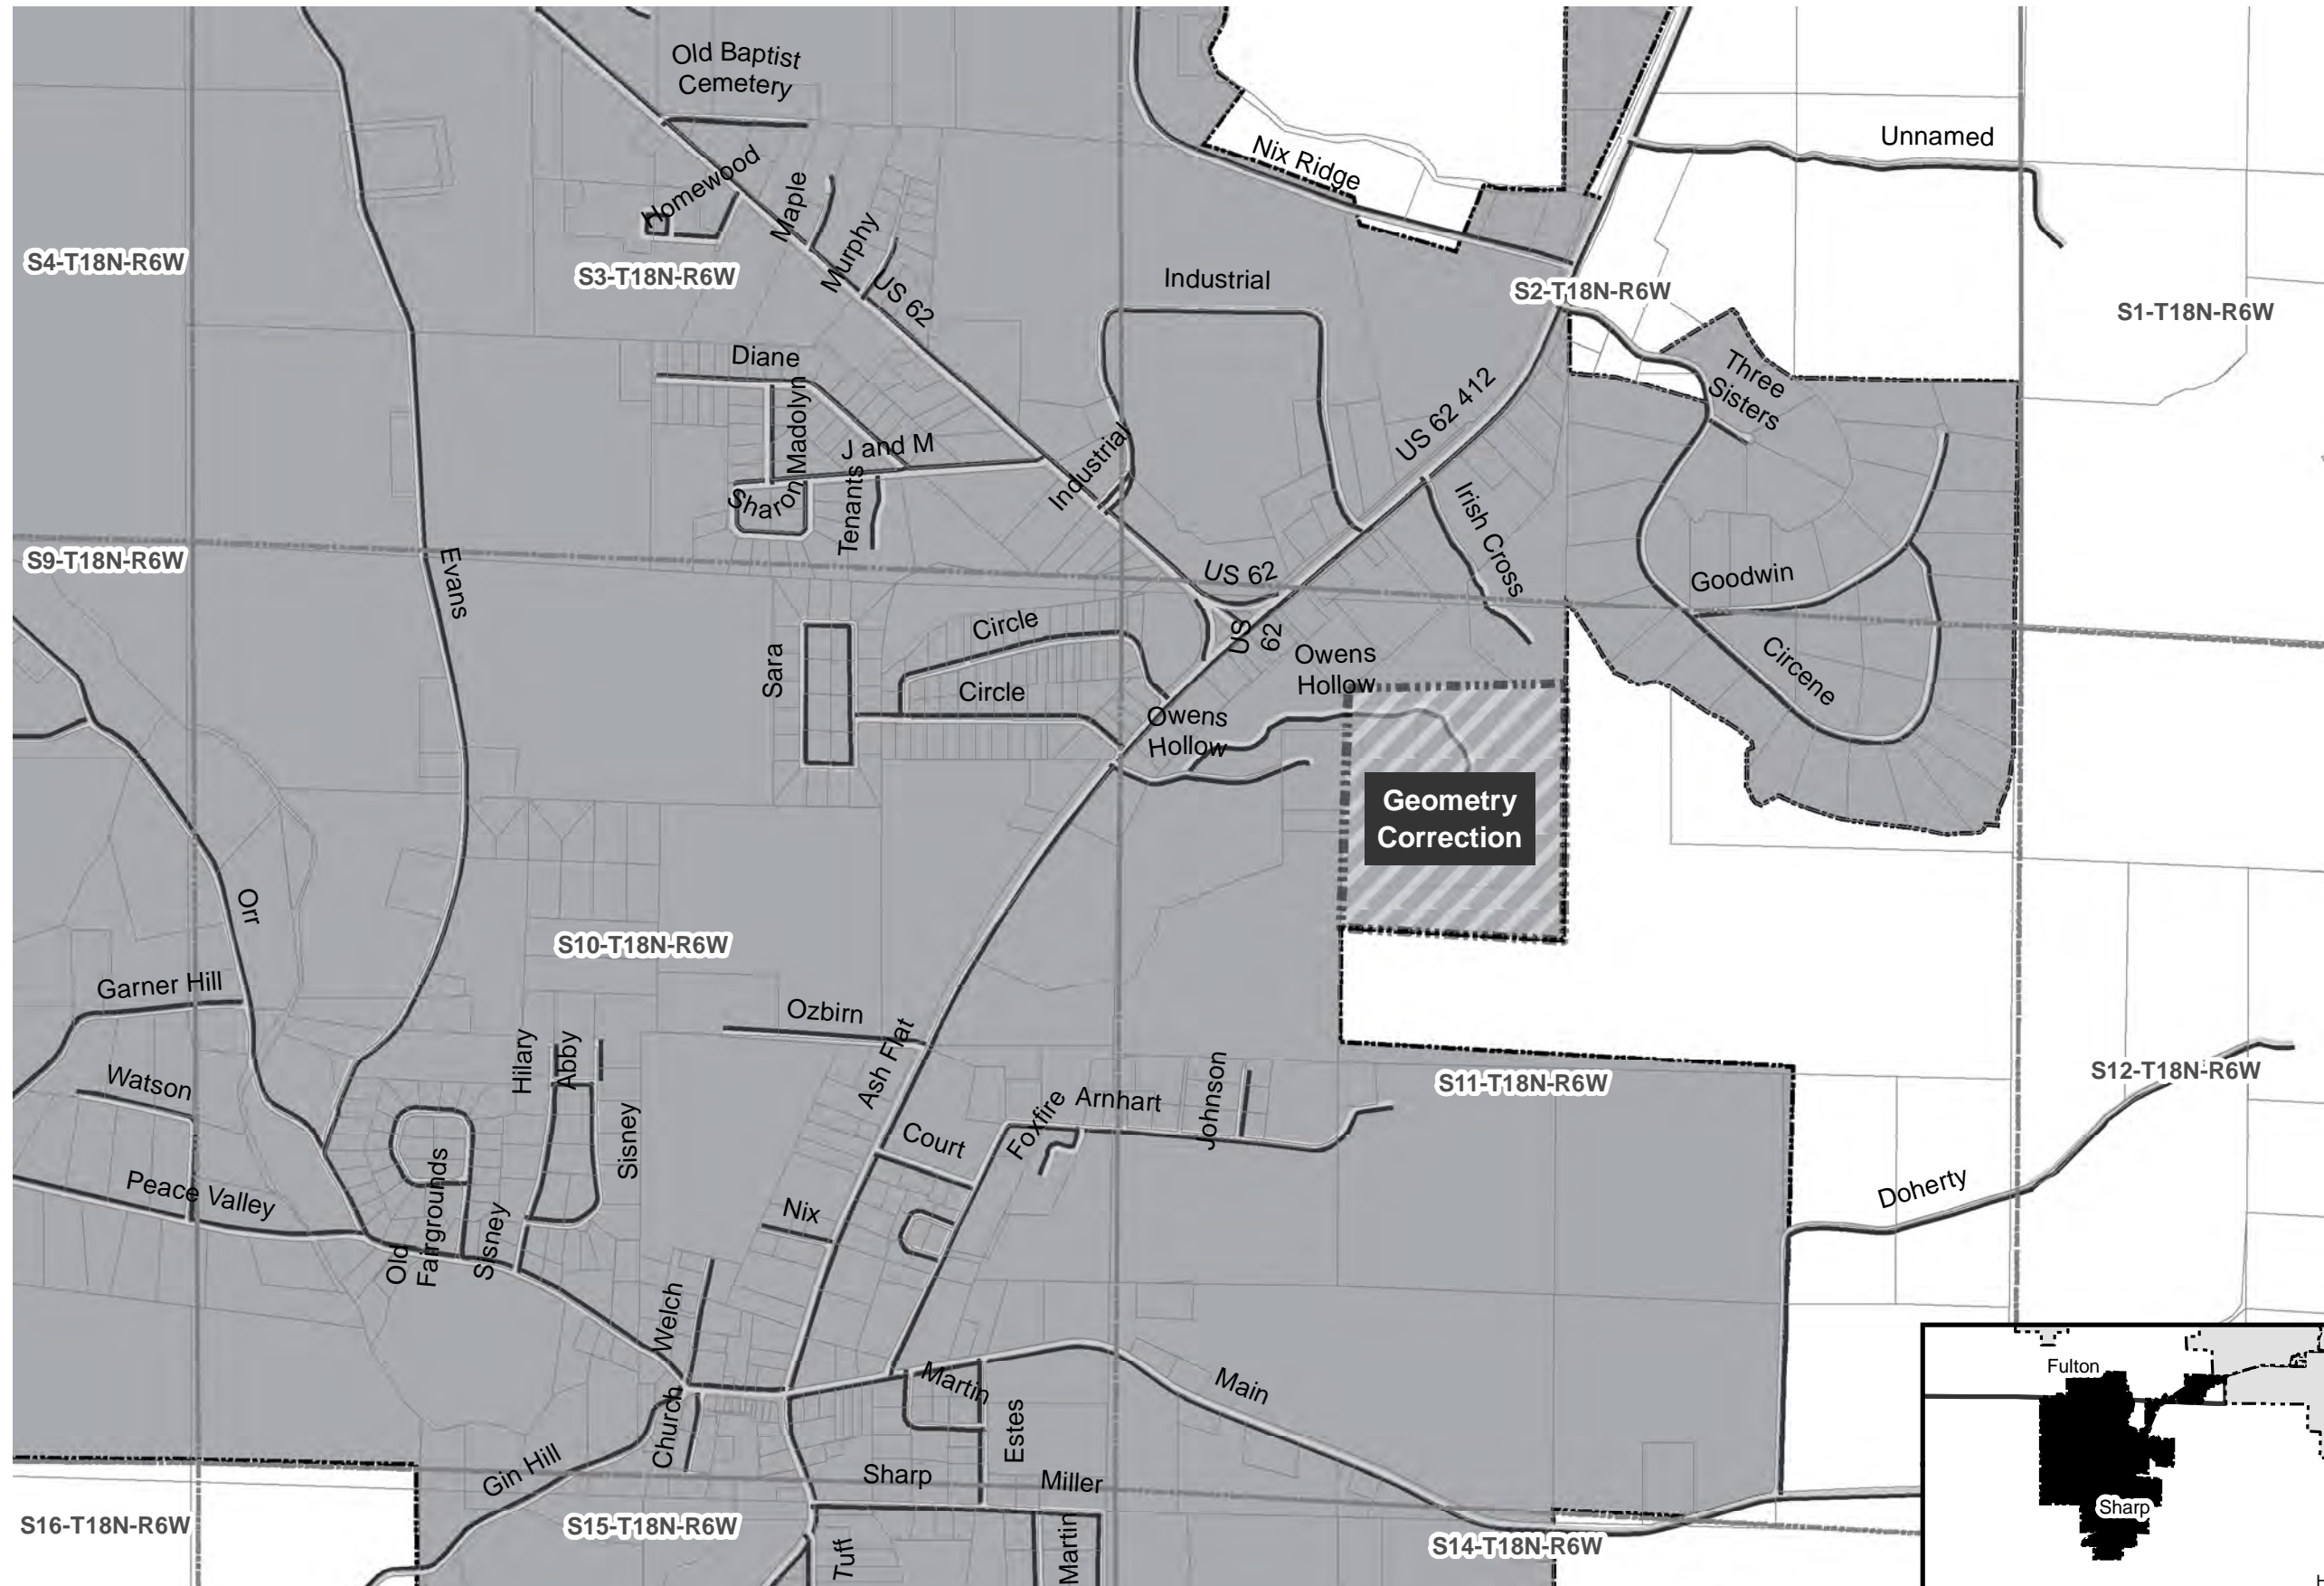 Old Baptist
Cemetery
Unnamed
Nix Ridge
Homewood
Maple
Murphy
S4-T18N-R6W
S3-T18N-R6W
US 62
Industrial
S2-T18N-R6W
S1-T18N-R6W
Diane
Madolyn
J and M
Sharon
Tenants
Industrial
US 62 412
Three
Sisters
Irish Cross
S9-T18N-R6W
Evans
US 62
US
62
Goodwin
Circene
Circle
Circle
Sara
Owens
Hollow
Owens
Hollow
Geometry
Correction
Orr
S10-T18N-R6W
Garner Hill
Ozbirn
Ash Flat
Hilary
Abby
Sisney
Watson
Arnhart
Johnson
S11-T18N-R6W
S12-T18N-R6W
Foxfire
Court
Peace Valley
Old
Fairgrounds
Sisney
Nix
Doherty
Welch
Martin
Main
Church
Estes
Gin Hill
Sharp
Miller
S16-T18N-R6W
S15-T18N-R6W
Tuff
Martin
S14-T18N-R6W
Fulton
Sharp
H